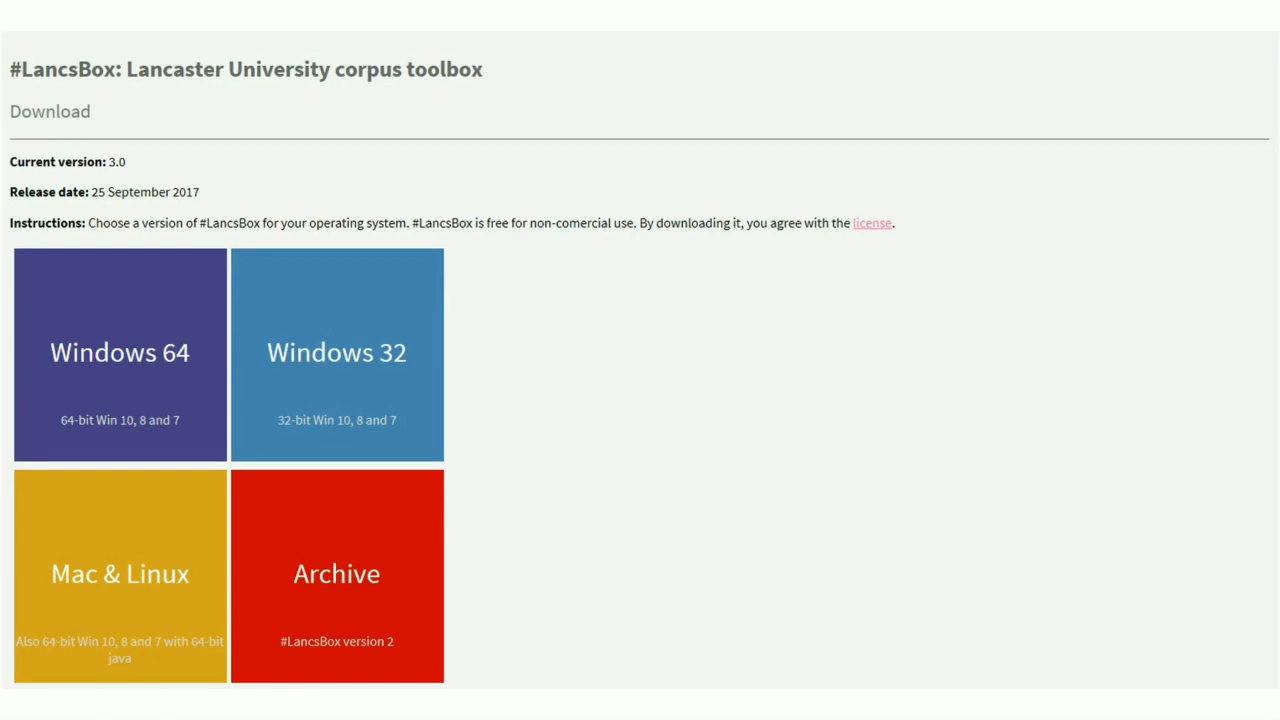 #LancsBox: Lancaster University corpus toolbox
Download
Current version: 3.0
Release date: 25 September 2017
Instructions: Choose a version of #LancsBox for your operating system. #LancsBox is free for non-comercial use. By downloading it, you agree with the license.
Windows 64
64-bit Win 10, 8 and 7
Windows 32
32-bit Win 10, 8 and 7
Mac & Linux
Also 64-bit Win 10, 8 and 7 with 64-bit
java
Archive
#LancsBox version 2